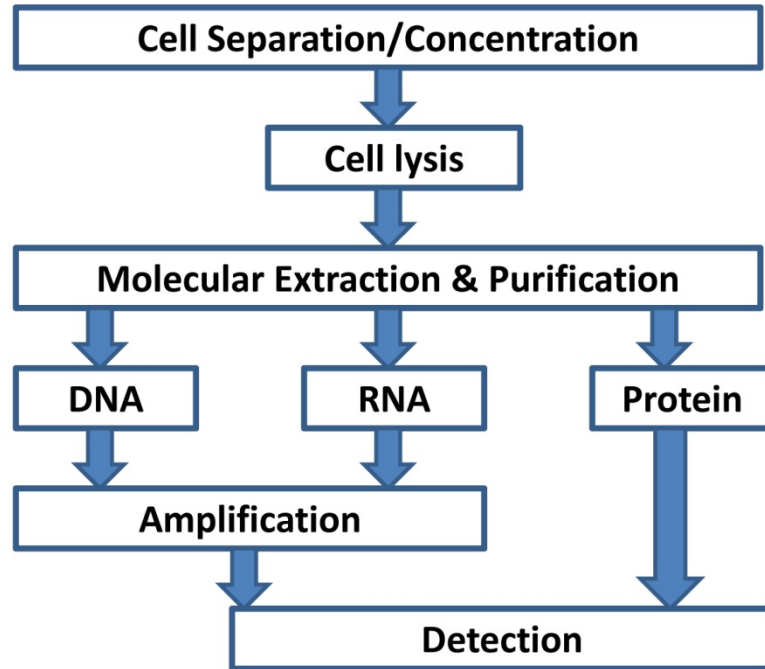 Cell Separation/Concentration
Cell lysis
Molecular Extraction & Purification
DNA
RNA
Protein
Amplification
Detection